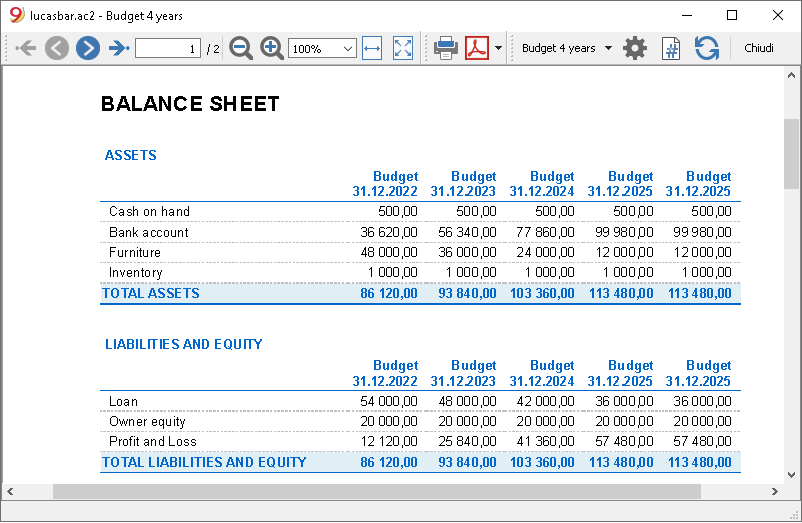 lucasbar.ac2 - Budget 4 years
1 / 2 100% Budget 4 years Chiudi
BALANCE SHEET
ASSETS
Budget Budget Budget Budget Budget
31.12.2022 31.12.2023 31.12.2024 31.12.2025 31.12.2025
Cash on hand 500,00 500,00 500,00 500,00 500,00
Bank account 36 620,00 56 340,00 77 860,00 99 980,00 99 980,00
Furniture 48 000,00 36 000,00 24 000,00 12 000,00 12 000,00
Inventory 1 000,00 1 000,00 1 000,00 1 000,00 1 000,00
TOTAL ASSETS 86 120,00 93 840,00 103 360,00 113 480,00 113 480,00
LIABILITIES AND EQUITY
Budget Budget Budget Budget Budget
31.12.2022 31.12.2023 31.12.2024 31.12.2025 31.12.2025
Loan 54 000,00 48 000,00 42 000,00 36 000,00 36 000,00
Owner equity 20 000,00 20 000,00 20 000,00 20 000,00 20 000,00
Profit and Loss 12 120,00 25 840,00 41 360,00 57 480,00 57 480,00
TOTAL LIABILITIES AND EQUITY 86 120,00 93 840,00 103 360,00 113 480,00 113 480,00